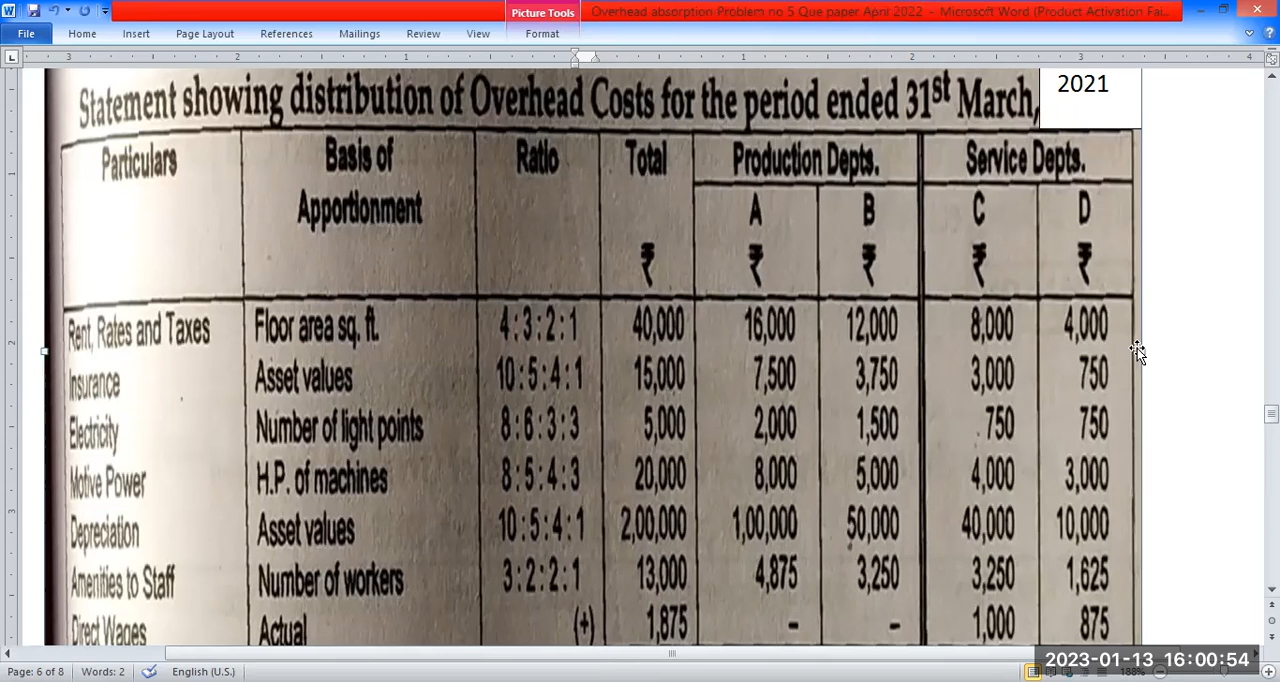 Picture Tools
Overhead absorption Problem no 5 Que paper April 2022 - Microsoft Word (Product Activation Fai...
File Home Insert Page Layout References Mailings Review View Format
3 2 1 1 2 3 4
Statement showing distribution of Overhead Costs for the period ended 31st March, 2021
Particulars Basis of Apportionment Ratio Total Production Depts. Service Depts.
A B C D
₹ ₹ ₹ ₹ ₹
Rent, Rates and Taxes Floor area sq. ft. 4:3:2:1 40,000 16,000 12,000 8,000 4,000
Insurance Asset values 10:5:4:1 15,000 7,500 3,750 3,000 750
Electricity Number of light points 8:6:3:3 5,000 2,000 1,500 750 750
Motive Power H.P. of machines 8:5:4:3 20,000 8,000 5,000 4,000 3,000
Depreciation Asset values 10:5:4:1 2,00,000 1,00,000 50,000 40,000 10,000
Amenities to Staff Number of workers 3:2:2:1 13,000 4,875 3,250 3,250 1,625
Direct Wages Actual (+) 1,875 – – 1,000 875
Page: 6 of 8 Words: 2 English (U.S.) 188%
2023-01-13 16:00:54